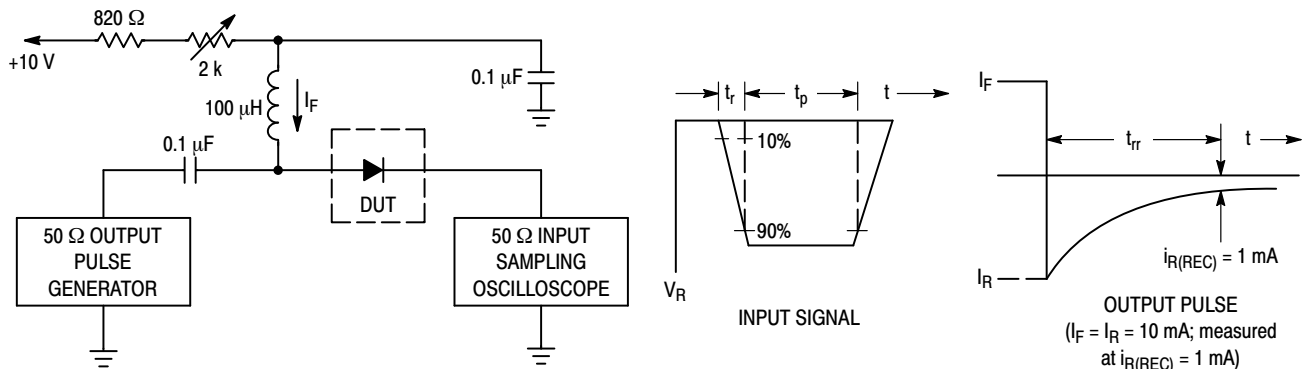 820 Ω
+10 V
2 k
100 µH
I_F
0.1 µF
0.1 µF
DUT
50 Ω OUTPUT
PULSE
GENERATOR
50 Ω INPUT
SAMPLING
OSCILLOSCOPE
t_r
t_p
t
10%
90%
V_R
INPUT SIGNAL
I_F
t_rr
t
i_R(REC) = 1 mA
I_R
OUTPUT PULSE
(I_F = I_R = 10 mA; measured
at i_R(REC) = 1 mA)